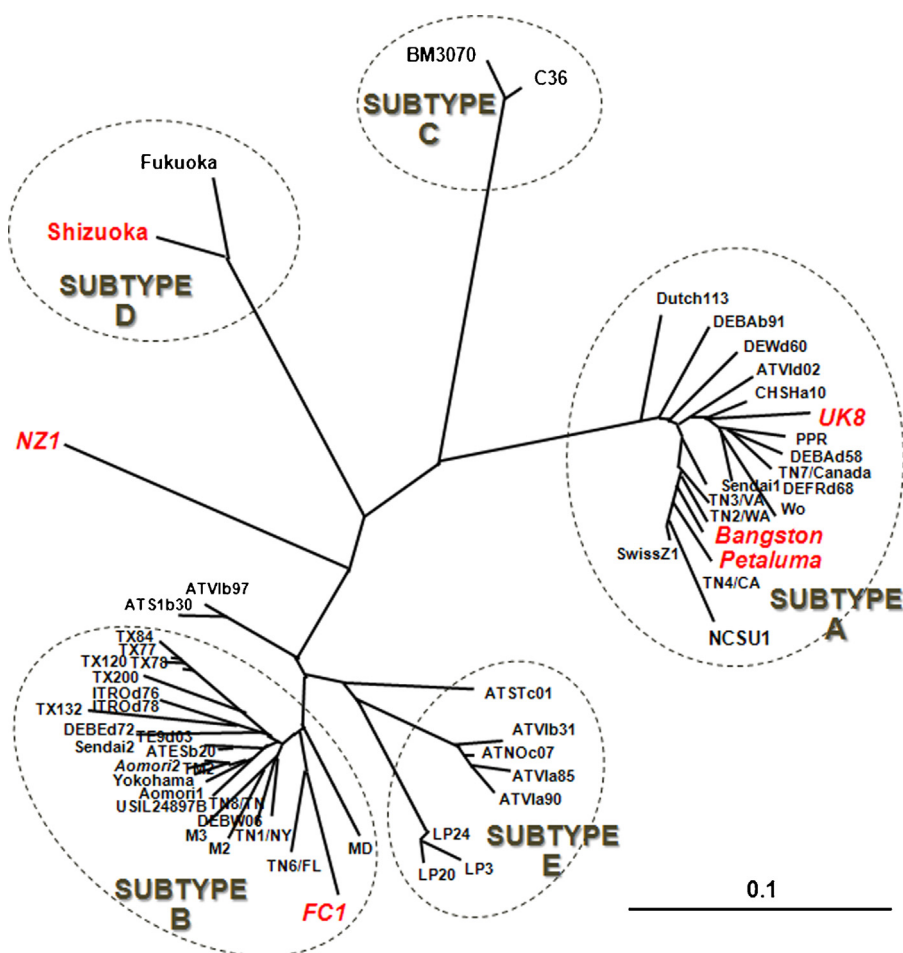 BM3070
C36
SUBTYPE
C
Fukuoka
Shizuoka
SUBTYPE
D
Dutch113
DEBAb91
DEWd60
ATVId02
CHSHa10
UK8
PPR
DEBAd58
TN7/Canada
Sendai1
DEFRd68
TN3/VA
Wo
TN2/WA
Bangston
SwissZ1
Petaluma
TN4/CA
SUBTYPE
A
NCSU1
NZ1
ATVIb97
ATS1b30
TX84
TX77
TX120
TX78
TX200
ITROd76
ITROd78
TX132
DEBEd72
TE9d03
Sendai2
ATESb20
Aomori2
TM2
Yokohama
Aomori1
USIL24897B
TN8/TN
DEBW06
M3
TN1/NY
M2
TN6/FL
MD
SUBTYPE
B
FC1
ATSTc01
ATVIb31
ATNOc07
ATVIa85
ATVIa90
LP24
LP3
LP20
SUBTYPE
E
0.1